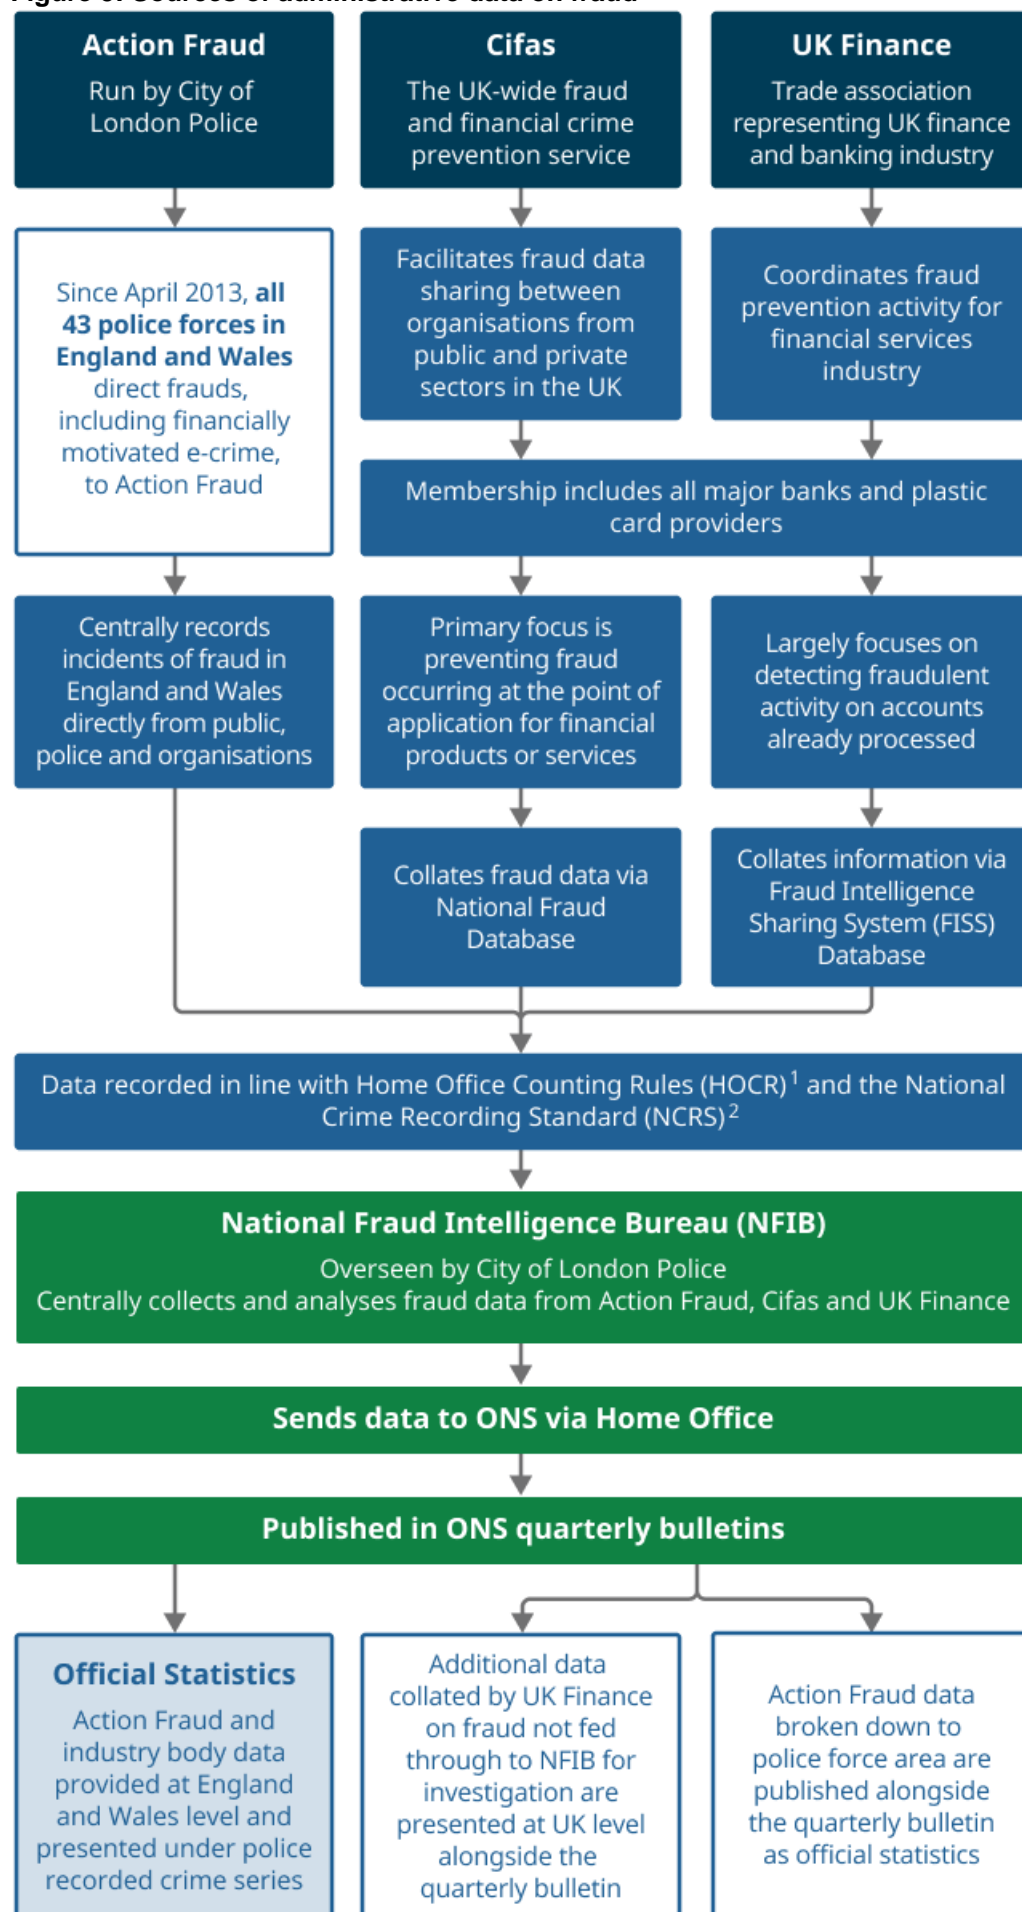 Figure 3: Sources of administrative data on fraud
Action Fraud
Run by City of
London Police
Cifas
The UK-wide fraud
and financial crime
prevention service
UK Finance
Trade association
representing UK finance
and banking industry
Since April 2013, all
43 police forces in
England and Wales
direct frauds,
including financially
motivated e-crime,
to Action Fraud
Facilitates fraud data
sharing between
organisations from
public and private
sectors in the UK
Coordinates fraud
prevention activity for
financial services
industry
Membership includes all major banks and plastic
card providers
Centrally records
incidents of fraud in
England and Wales
directly from public,
police and organisations
Primary focus is
preventing fraud
occurring at the point of
application for financial
products or services
Largely focuses on
detecting fraudulent
activity on accounts
already processed
Collates fraud data via
National Fraud
Database
Collates information via
Fraud Intelligence
Sharing System (FISS)
Database
Data recorded in line with Home Office Counting Rules (HOCR)1 and the National
Crime Recording Standard (NCRS)2
National Fraud Intelligence Bureau (NFIB)
Overseen by City of London Police
Centrally collects and analyses fraud data from Action Fraud, Cifas and UK Finance
Sends data to ONS via Home Office
Published in ONS quarterly bulletins
Official Statistics
Action Fraud and
industry body data
provided at England
and Wales level and
presented under police
recorded crime series
Additional data
collated by UK Finance
on fraud not fed
through to NFIB for
investigation are
presented at UK level
alongside the
quarterly bulletin
Action Fraud data
broken down to
police force area are
published alongside
the quarterly bulletin
as official statistics